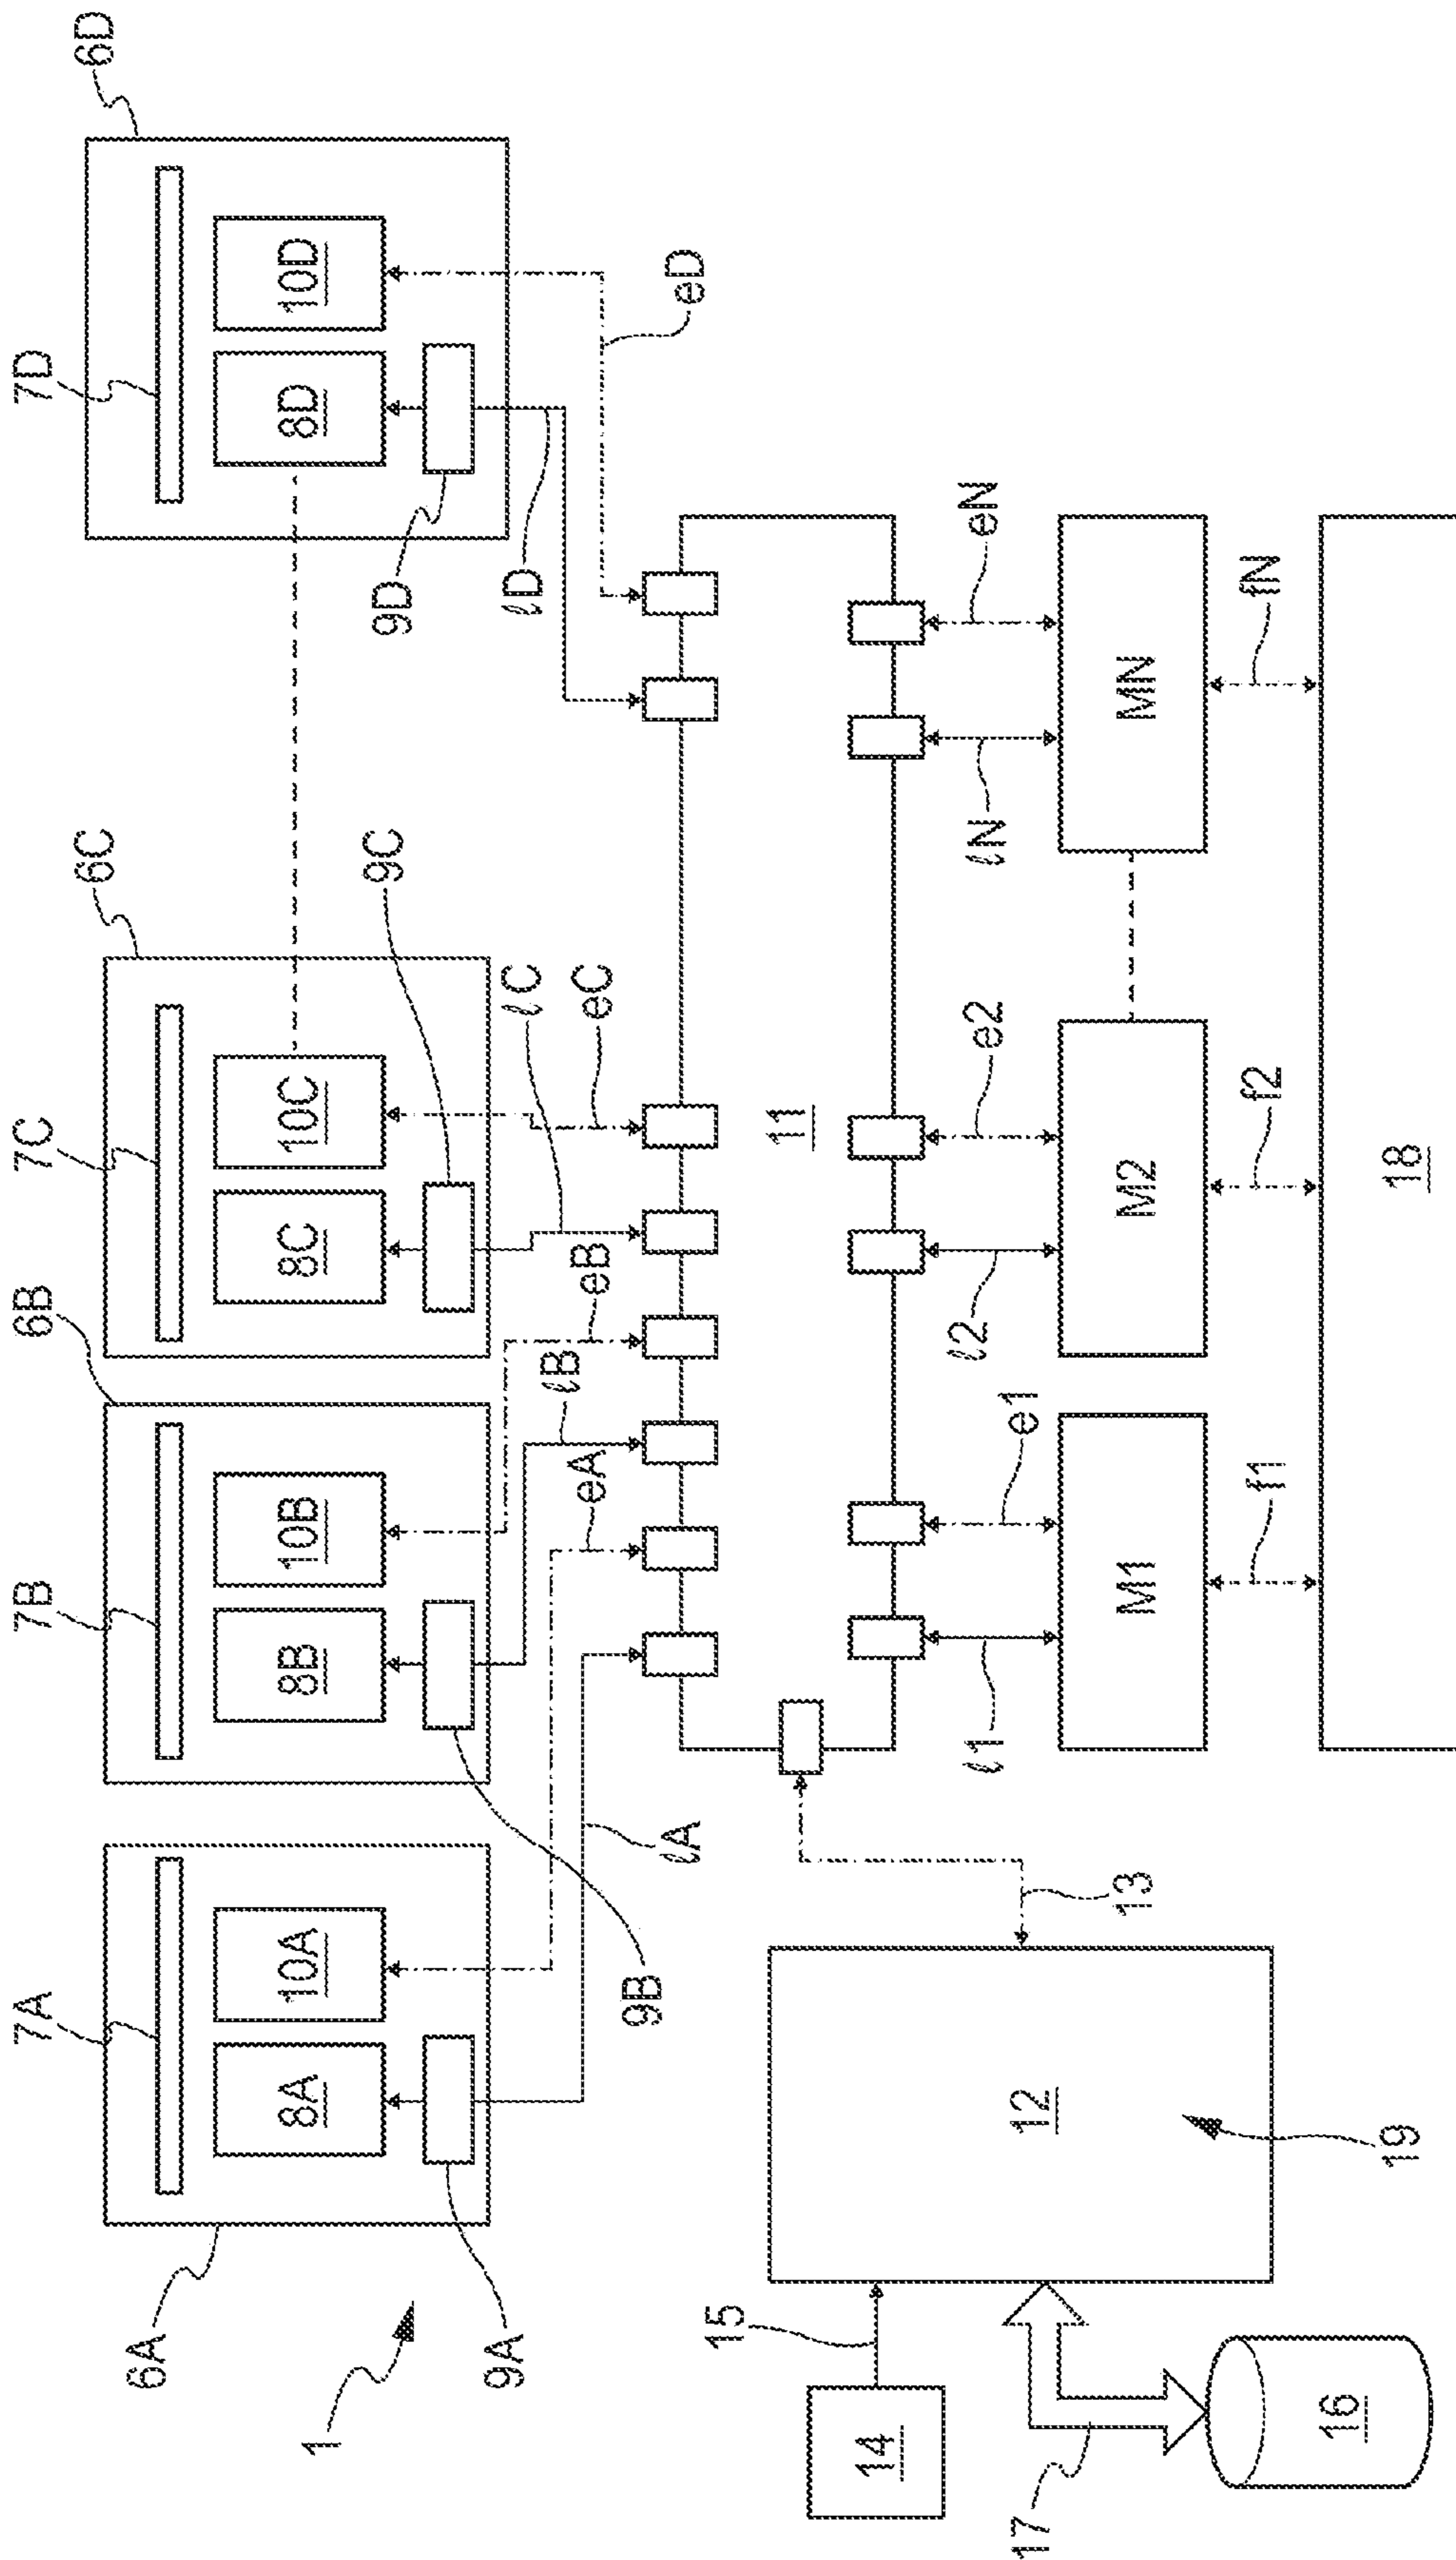 6A
7A
7B
6B
7C
6C
7D
6D
8A
10A
8B
10B
8C
10C
8D
10D
1
9A
9B
9C
9D
ℓA
eA
ℓB
eB
ℓC
eC
ℓD
eD
11
15
14
12
13
ℓ1
e1
ℓ2
e2
ℓN
eN
M1
M2
MN
17
16
19
f1
f2
fN
18